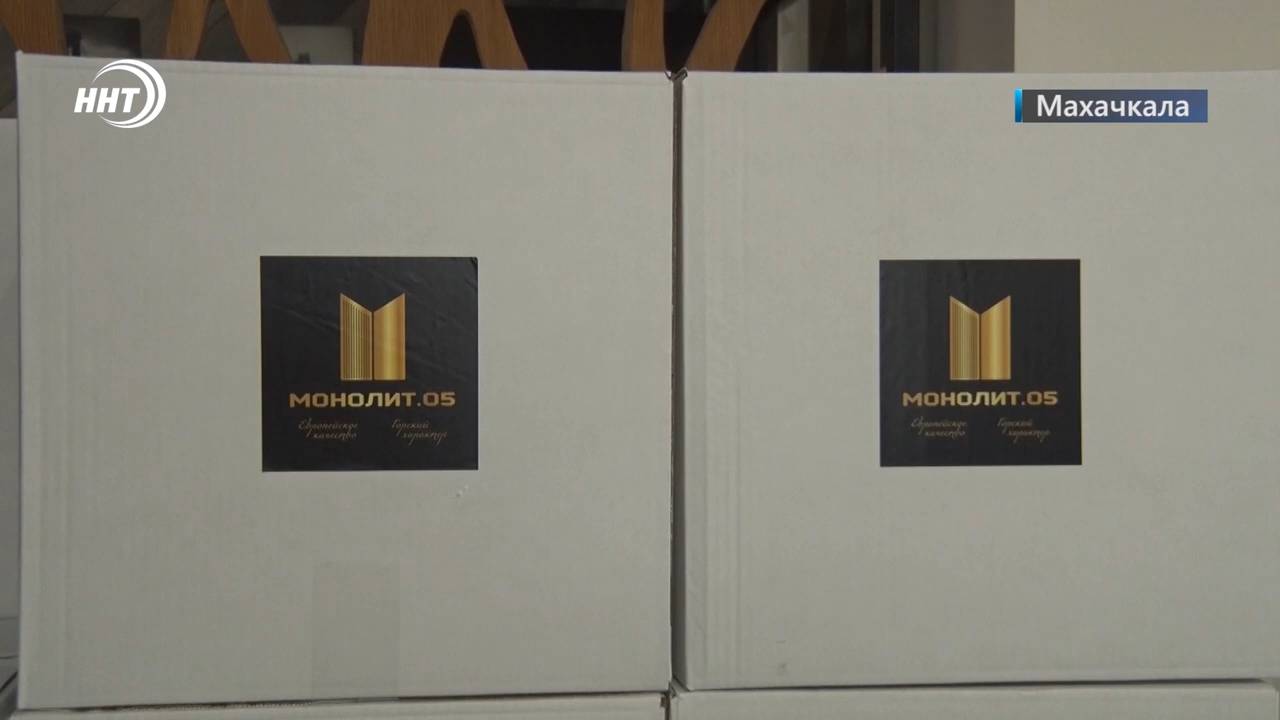 ННТ
Махачкала
МОНОЛИТ.05
Европейское
качество
Горский
характер
МОНОЛИТ.05
Европейское
качество
Горский
характер